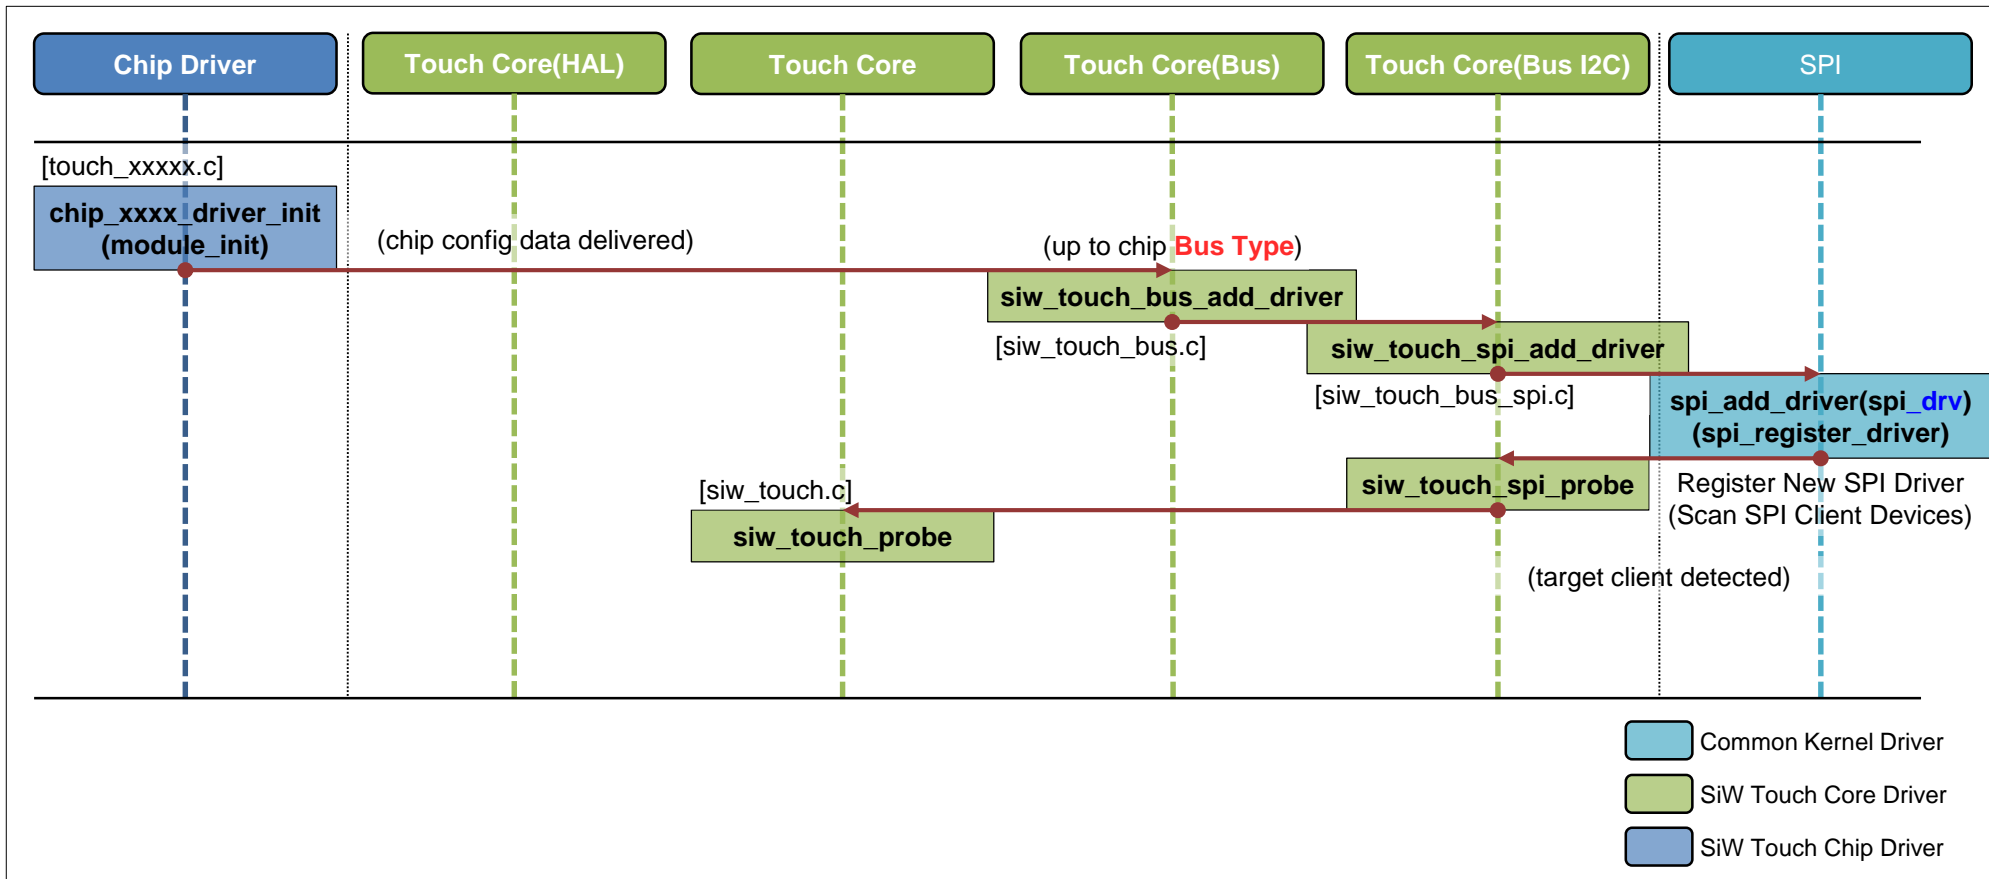 Chip Driver
Touch Core(HAL)
Touch Core
Touch Core(Bus)
Touch Core(Bus I2C)
SPI
[touch_xxxxx.c]
chip_xxxx_driver_init
(module_init)
(chip config data delivered)
(up to chip Bus Type)
siw_touch_bus_add_driver
[siw_touch_bus.c]
siw_touch_spi_add_driver
[siw_touch_bus_spi.c]
spi_add_driver(spi_drv)
(spi_register_driver)
siw_touch_spi_probe
Register New SPI Driver
(Scan SPI Client Devices)
[siw_touch.c]
siw_touch_probe
(target client detected)
Common Kernel Driver
SiW Touch Core Driver
SiW Touch Chip Driver